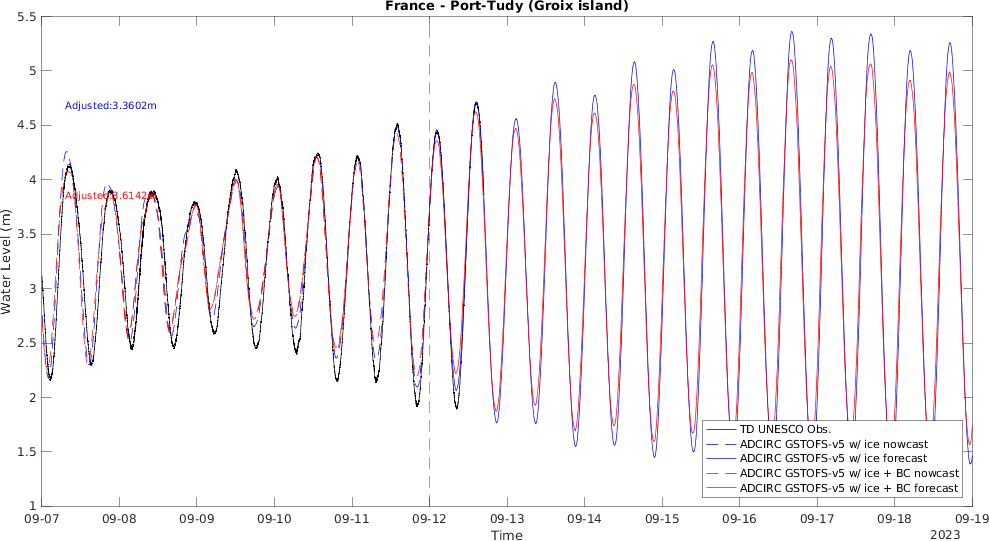 France - Port-Tudy (Groix island)
5.5
5
4.5
4
3.5
3
2.5
2
1.5
1
Water Level (m)
Adjusted:3.3602m
Adjusted:3.6142m
TD UNESCO Obs.
ADCIRC GSTOFS-v5 w/ ice nowcast
ADCIRC GSTOFS-v5 w/ ice forecast
ADCIRC GSTOFS-v5 w/ ice + BC nowcast
ADCIRC GSTOFS-v5 w/ ice + BC forecast
09-07 09-08 09-09 09-10 09-11 09-12 09-13 09-14 09-15 09-16 09-17 09-18 09-19
Time
2023